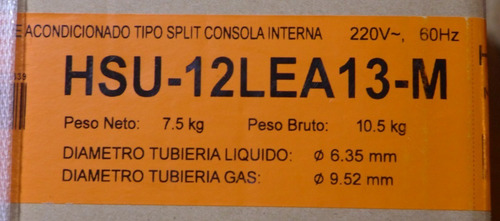 E ACONDICIONADO TIPO SPLIT CONSOLA INTERNA 220V~, 60Hz
HSU-12LEA13-M
Peso Neto: 7.5 kg Peso Bruto: 10.5 kg
DIAMETRO TUBIERIA LIQUIDO: ø 6.35 mm
DIAMETRO TUBIERIA GAS: ø 9.52 mm